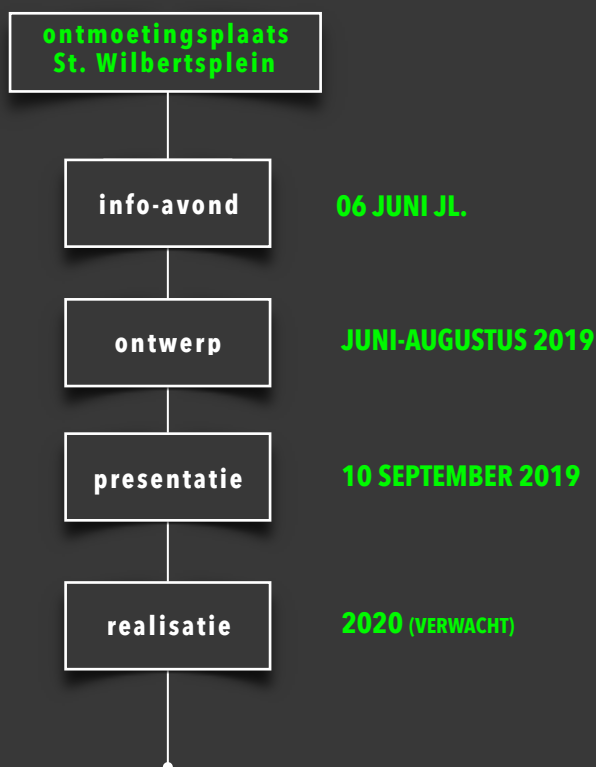 ontmoetingsplaats
St. Wilbertsplein
info-avond
06 JUNI JL.
ontwerp
JUNI-AUGUSTUS 2019
presentatie
10 SEPTEMBER 2019
realisatie
2020 (VERWACHT)